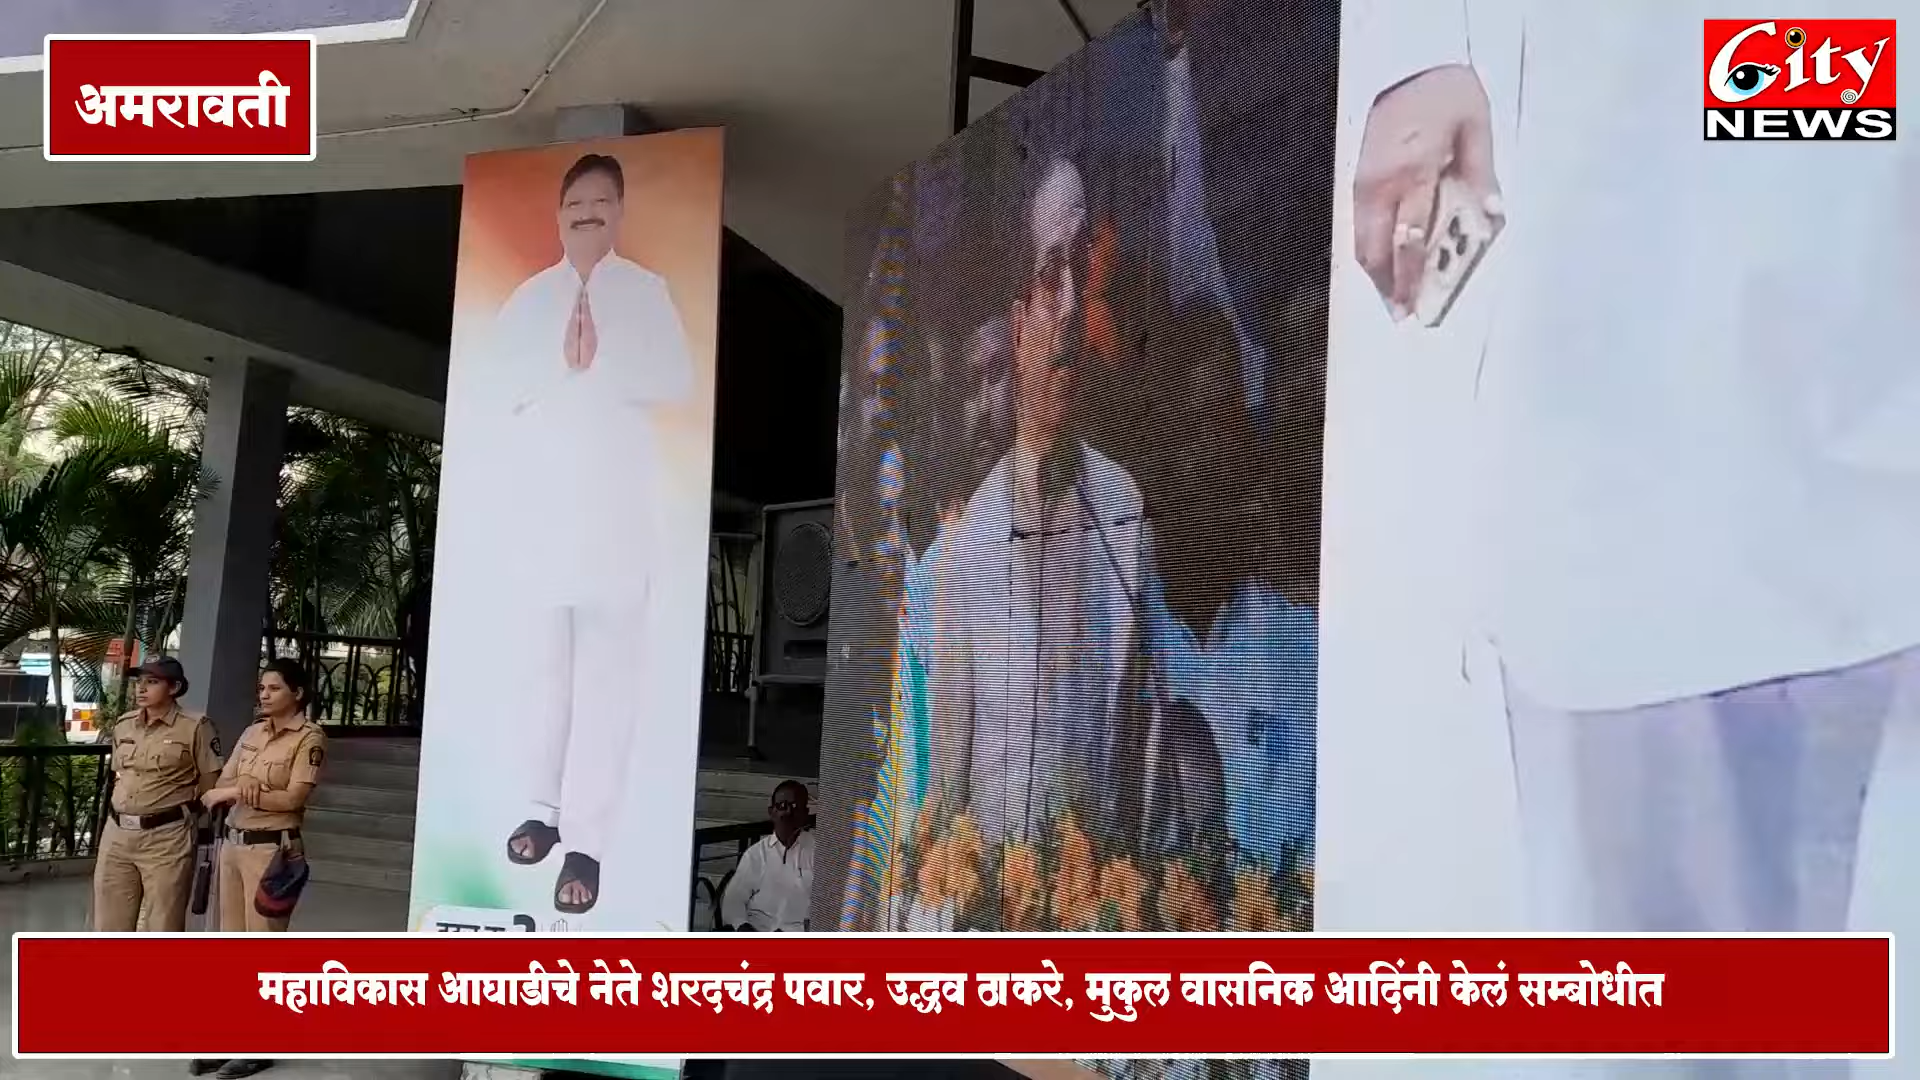 अमरावती
City
NEWS
महाविकास आघाडीचे नेते शरदचंद्र पवार, उद्धव ठाकरे, मुकुल वासनिक आदिंनी केलं सम्बोधीत